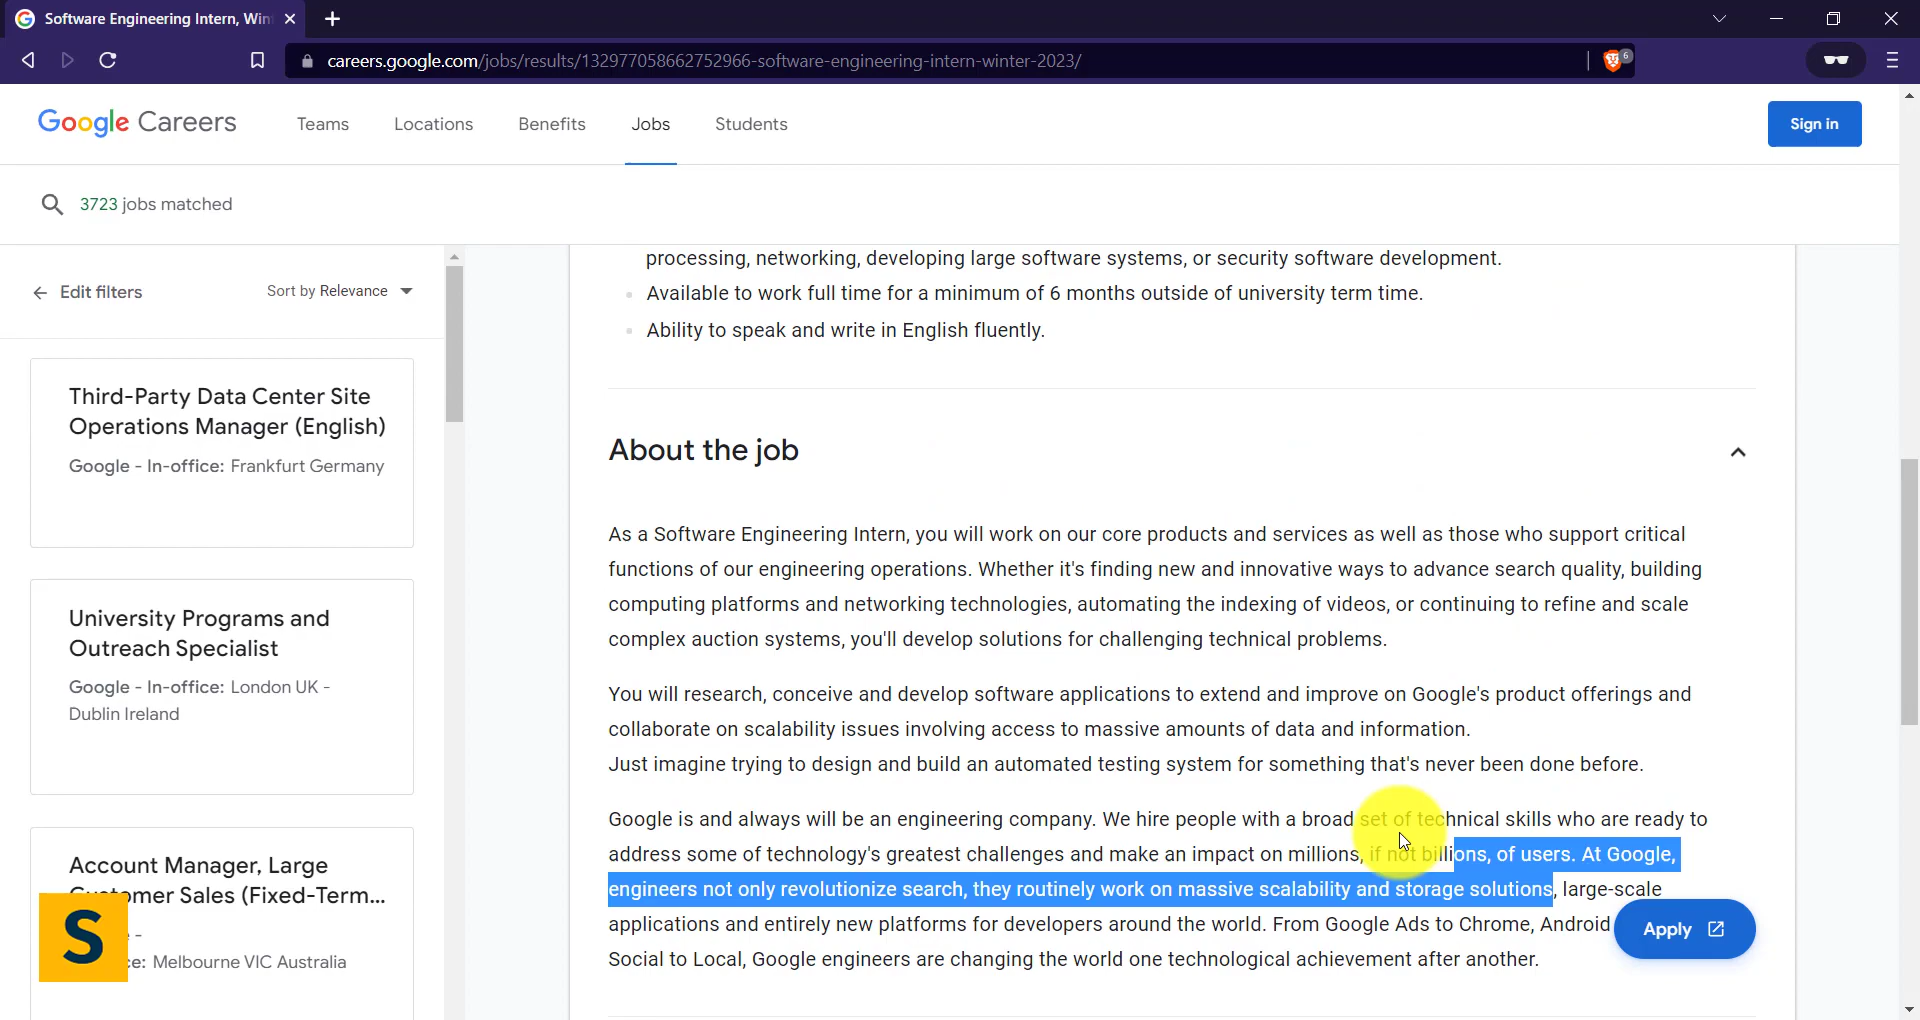 Software Engineering Intern, Win
careers.google.com/jobs/results/132977058662752966-software-engineering-intern-winter-2023/
6
Google Careers
Teams
Locations
Benefits
Jobs
Students
Sign in
3723 jobs matched
Edit filters
Sort by Relevance
Third-Party Data Center Site
Operations Manager (English)
Google - In-office: Frankfurt Germany
University Programs and
Outreach Specialist
Google - In-office: London UK -
Dublin Ireland
Account Manager, Large
Customer Sales (Fixed-Term...
e -
ce: Melbourne VIC Australia
S
processing, networking, developing large software systems, or security software development.
Available to work full time for a minimum of 6 months outside of university term time.
Ability to speak and write in English fluently.
About the job
As a Software Engineering Intern, you will work on our core products and services as well as those who support critical
functions of our engineering operations. Whether it's finding new and innovative ways to advance search quality, building
computing platforms and networking technologies, automating the indexing of videos, or continuing to refine and scale
complex auction systems, you'll develop solutions for challenging technical problems.
You will research, conceive and develop software applications to extend and improve on Google's product offerings and
collaborate on scalability issues involving access to massive amounts of data and information.
Just imagine trying to design and build an automated testing system for something that's never been done before.
Google is and always will be an engineering company. We hire people with a broad set of technical skills who are ready to
address some of technology's greatest challenges and make an impact on millions, if not billions, of users. At Google,
engineers not only revolutionize search, they routinely work on massive scalability and storage solutions, large-scale
applications and entirely new platforms for developers around the world. From Google Ads to Chrome, Android
Social to Local, Google engineers are changing the world one technological achievement after another.
Apply